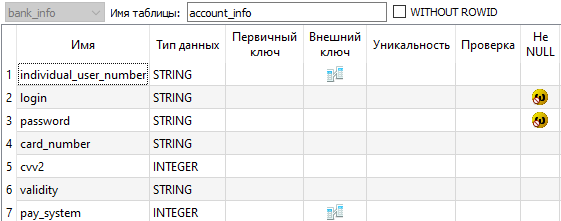 bank_info Имя таблицы: account_info WITHOUT ROWID
Имя Тип данных Первичный ключ Внешний ключ Уникальность Проверка Не NULL
1 individual_user_number STRING
2 login STRING
3 password STRING
4 card_number STRING
5 cvv2 INTEGER
6 validity STRING
7 pay_system INTEGER